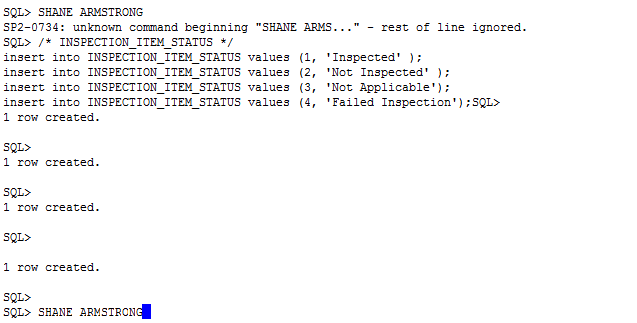 SQL> SHANE ARMSTRONG
SP2-0734: unknown command beginning "SHANE ARMS..." - rest of line ignored.
SQL> /* INSPECTION_ITEM_STATUS */
insert into INSPECTION_ITEM_STATUS values (1, 'Inspected' );
insert into INSPECTION_ITEM_STATUS values (2, 'Not Inspected' );
insert into INSPECTION_ITEM_STATUS values (3, 'Not Applicable');
insert into INSPECTION_ITEM_STATUS values (4, 'Failed Inspection');SQL>
1 row created.
SQL>
1 row created.
SQL>
1 row created.
SQL>
1 row created.
SQL>
SQL> SHANE ARMSTRONG